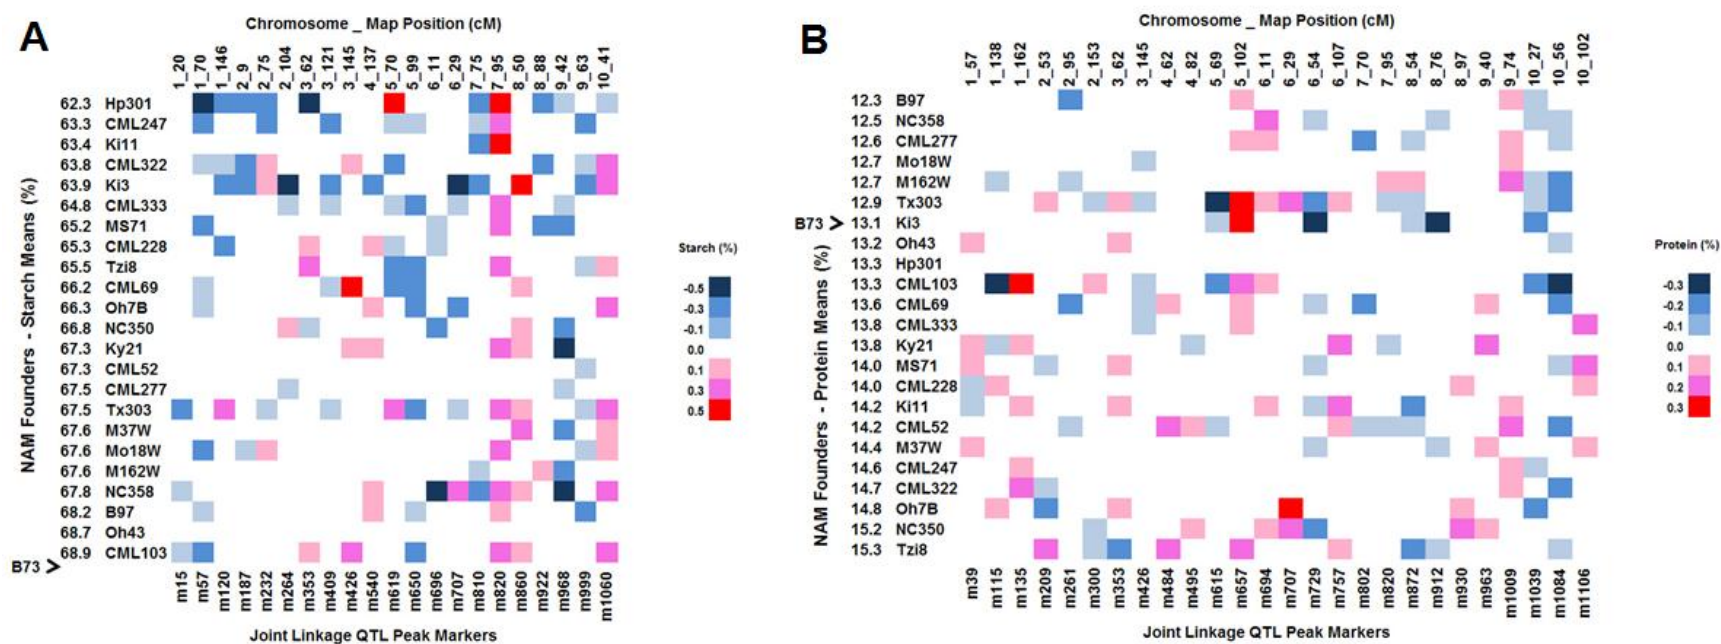 A
Chromosome _ Map Position (cM)
1_20 1_70 1_146 2_9 2_75 2_104 3_62 3_121 3_145 4_137 5_70 5_99 6_11 6_29 7_75 7_95 8_50 8_88 9_42 9_63 10_41
NAM Founders - Starch Means (%)
62.3 Hp301
63.3 CML247
63.4 Ki11
63.8 CML322
63.9 Ki3
64.8 CML333
65.2 MS71
65.3 CML228
65.5 Tzi8
66.2 CML69
66.3 Oh7B
66.8 NC350
67.3 Ky21
67.3 CML52
67.5 CML277
67.5 Tx303
67.6 M37W
67.6 Mo18W
67.6 M162W
67.8 NC358
68.2 B97
68.7 Oh43
68.9 CML103
B73 >
m15 m57 m120 m187 m232 m264 m353 m409 m426 m540 m619 m650 m696 m707 m810 m820 m860 m922 m968 m999 m1060
Joint Linkage QTL Peak Markers
Starch (%)
-0.5
-0.3
-0.1
0.0
0.1
0.3
0.5
B
Chromosome _ Map Position (cM)
1_57 1_138 1_162 2_53 2_95 2_153 3_62 3_145 4_62 4_82 5_69 5_102 6_11 6_29 6_54 6_107 7_70 7_95 8_54 8_76 8_97 9_40 9_74 10_27 10_56 10_102
NAM Founders - Protein Means (%)
12.3 B97
12.5 NC358
12.6 CML277
12.7 Mo18W
12.7 M162W
12.9 Tx303
B73 > 13.1 Ki3
13.2 Oh43
13.3 Hp301
13.3 CML103
13.6 CML69
13.8 CML333
13.8 Ky21
14.0 MS71
14.0 CML228
14.2 Ki11
14.2 CML52
14.4 M37W
14.6 CML247
14.7 CML322
14.8 Oh7B
15.2 NC350
15.3 Tzi8
m39 m115 m135 m209 m261 m300 m353 m426 m484 m495 m615 m657 m694 m707 m729 m757 m802 m820 m872 m912 m930 m963 m1009 m1039 m1084 m1106
Joint Linkage QTL Peak Markers
Protein (%)
-0.3
-0.2
-0.1
0.0
0.1
0.2
0.3